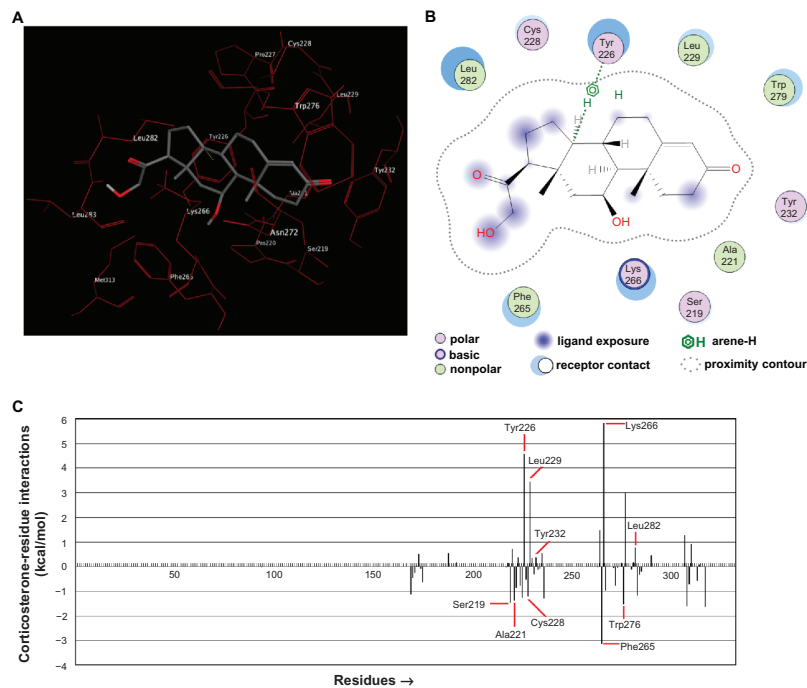 A
Cys228
Pro227
Leu229
Trp276
Leu282
Tyr226
Tyr232
Leu283
Lys266
Asn272
Pro220
Ser219
Met313
Phe265
B
Cys
228
Tyr
226
Leu
229
Leu
282
Trp
279
H
H
H
H
H
O
O
HO
OH
Tyr
232
Ala
221
Lys
266
Ser
219
Phe
265
polar
basic
nonpolar
ligand exposure
receptor contact
H arene-H
proximity contour
C
Corticosterone-residue interactions
(kcal/mol)
6
5
4
3
2
1
0
−1
−2
−3
−4
50
100
150
200
250
300
Tyr226
Lys266
Leu229
Tyr232
Leu282
Ser219
Ala221
Cys228
Trp276
Phe265
Residues →